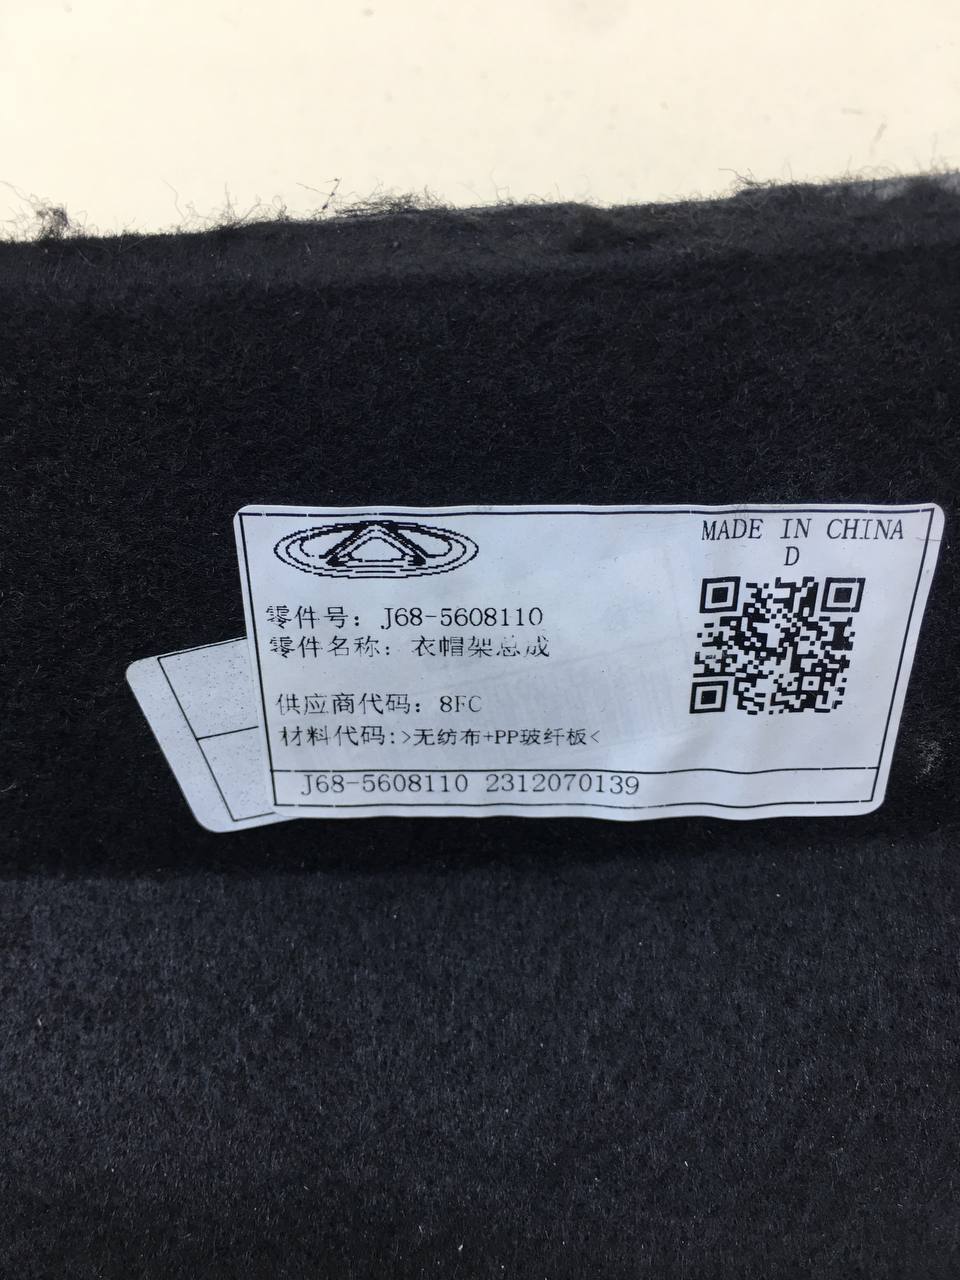 MADE IN CHINA
D
零件号: J68-5608110
零件名称: 衣帽架总成
供应商代码: 8FC
材料代码:>无纺布+PP玻纤板<
J68-5608110 2312070139